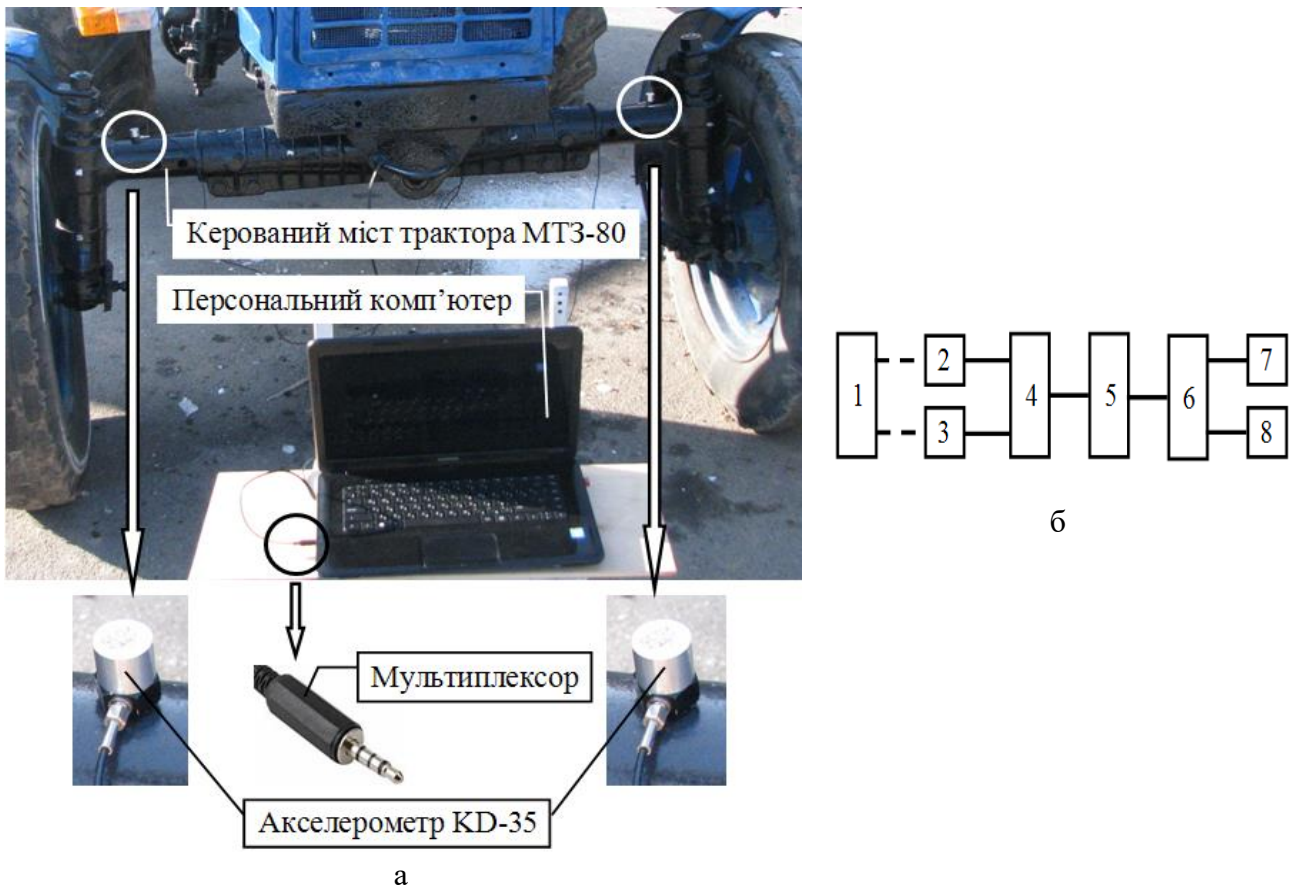 Керований міст трактора МТЗ-80
Персональний комп’ютер
Мультиплексор
Акселерометр KD-35
а
1
2
3
4
5
6
7
8
б